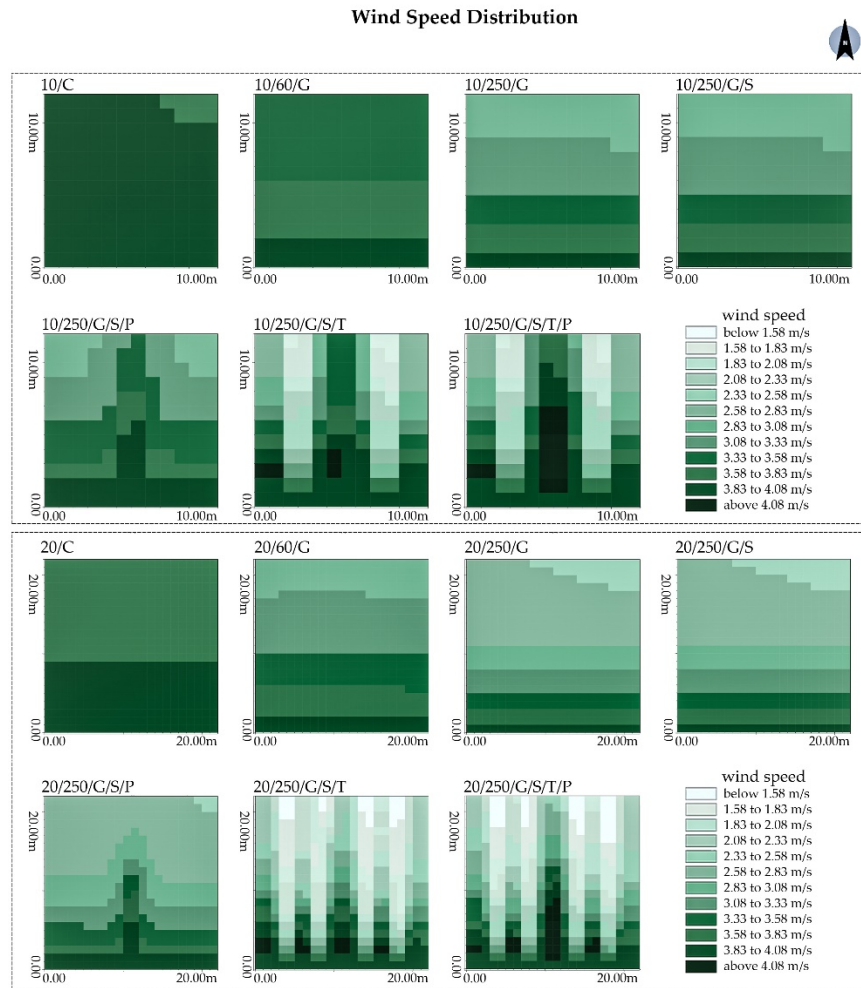 Wind Speed Distribution
N
10/C
10/60/G
10/250/G
10/250/G/S
10.00m
10.00m
10.00m
10.00m
0.00
0.00
0.00
0.00
0.00 10.00m
0.00 10.00m
0.00 10.00m
0.00 10.00m
10/250/G/S/P
10/250/G/S/T
10/250/G/S/T/P
10.00m
10.00m
10.00m
0.00
0.00
0.00
0.00 10.00m
0.00 10.00m
0.00 10.00m
wind speed
below 1.58 m/s
1.58 to 1.83 m/s
1.83 to 2.08 m/s
2.08 to 2.33 m/s
2.33 to 2.58 m/s
2.58 to 2.83 m/s
2.83 to 3.08 m/s
3.08 to 3.33 m/s
3.33 to 3.58 m/s
3.58 to 3.83 m/s
3.83 to 4.08 m/s
above 4.08 m/s
20/C
20/60/G
20/250/G
20/250/G/S
20.00m
20.00m
20.00m
20.00m
0.00
0.00
0.00
0.00
0.00 20.00m
0.00 20.00m
0.00 20.00m
0.00 20.00m
20/250/G/S/P
20/250/G/S/T
20/250/G/S/T/P
20.00m
20.00m
20.00m
0.00
0.00
0.00
0.00 20.00m
0.00 20.00m
0.00 20.00m
wind speed
below 1.58 m/s
1.58 to 1.83 m/s
1.83 to 2.08 m/s
2.08 to 2.33 m/s
2.33 to 2.58 m/s
2.58 to 2.83 m/s
2.83 to 3.08 m/s
3.08 to 3.33 m/s
3.33 to 3.58 m/s
3.58 to 3.83 m/s
3.83 to 4.08 m/s
above 4.08 m/s